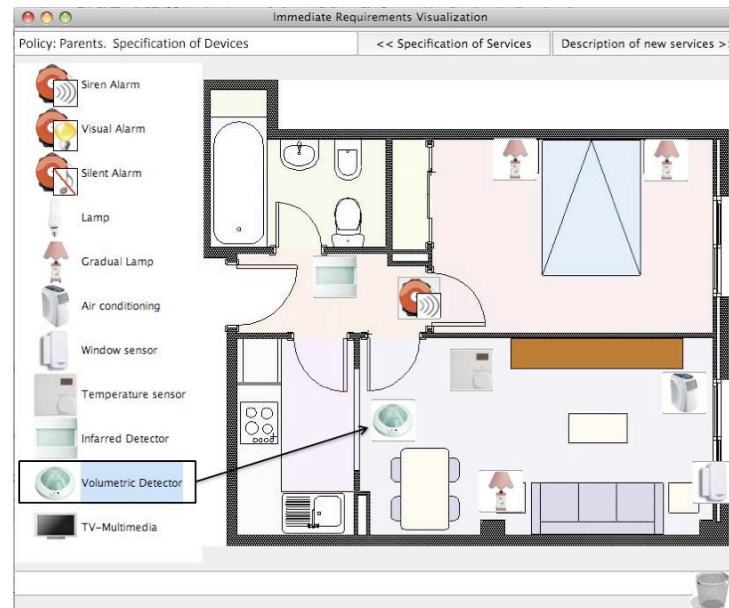 Immediate Requirements Visualization
Policy: Parents. Specification of Devices
<< Specification of Services
Description of new services >
Siren Alarm
Visual Alarm
Silent Alarm
Lamp
Gradual Lamp
Air conditioning
Window sensor
Temperature sensor
Infarred Detector
Volumetric Detector
TV-Multimedia